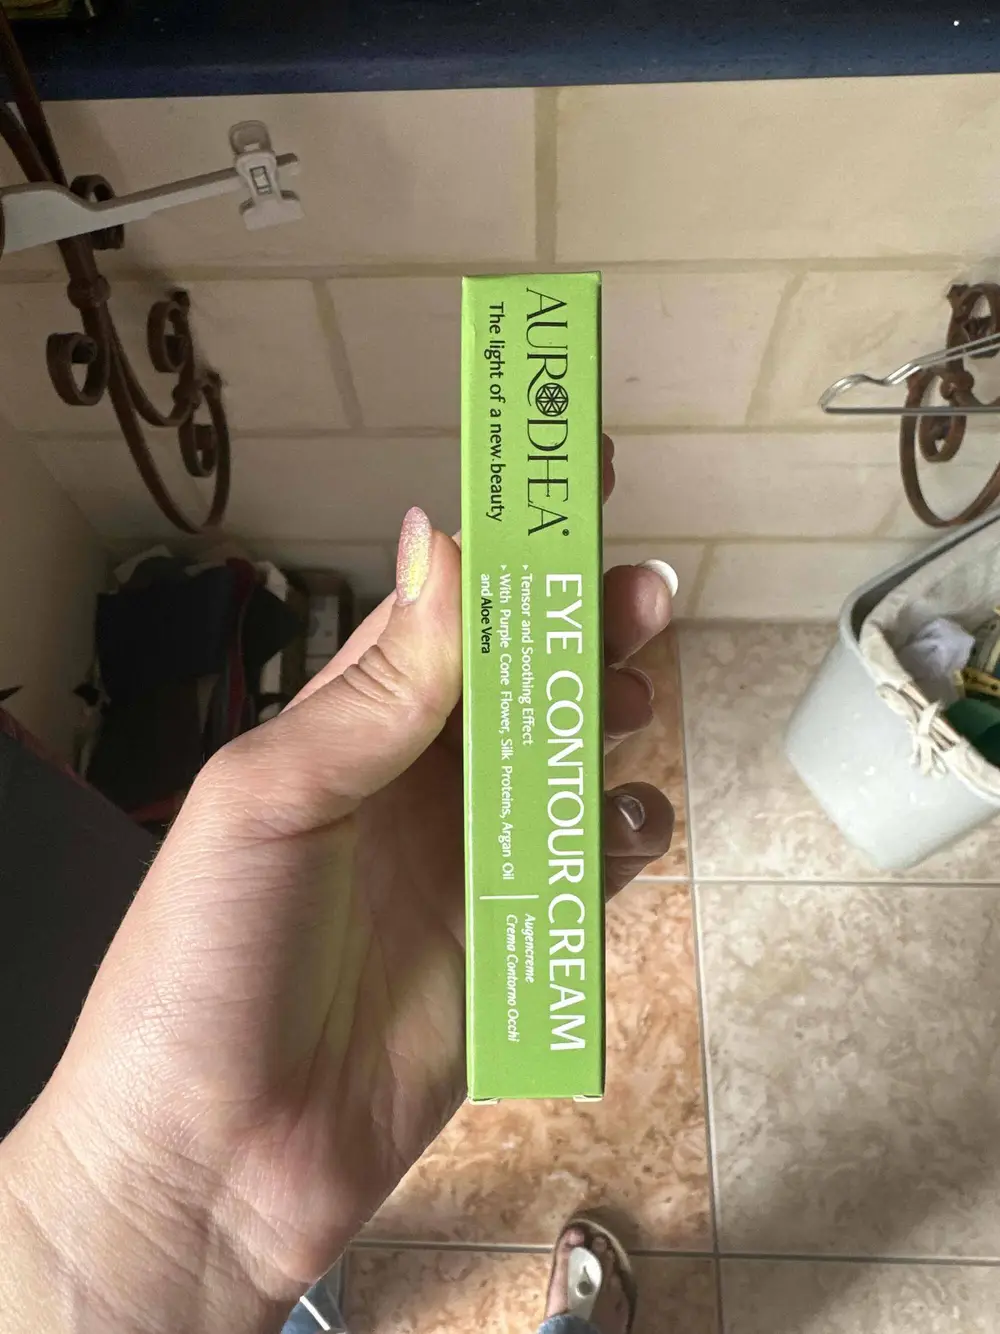 AURODHEA®
The light of a new beauty
EYE CONTOUR CREAM
▸ Tensor and Soothing Effect
▸ With Purple Cone Flower, Silk Proteins, Argan Oil
and Aloe Vera
Augencreme
Crema Contorno Occhi